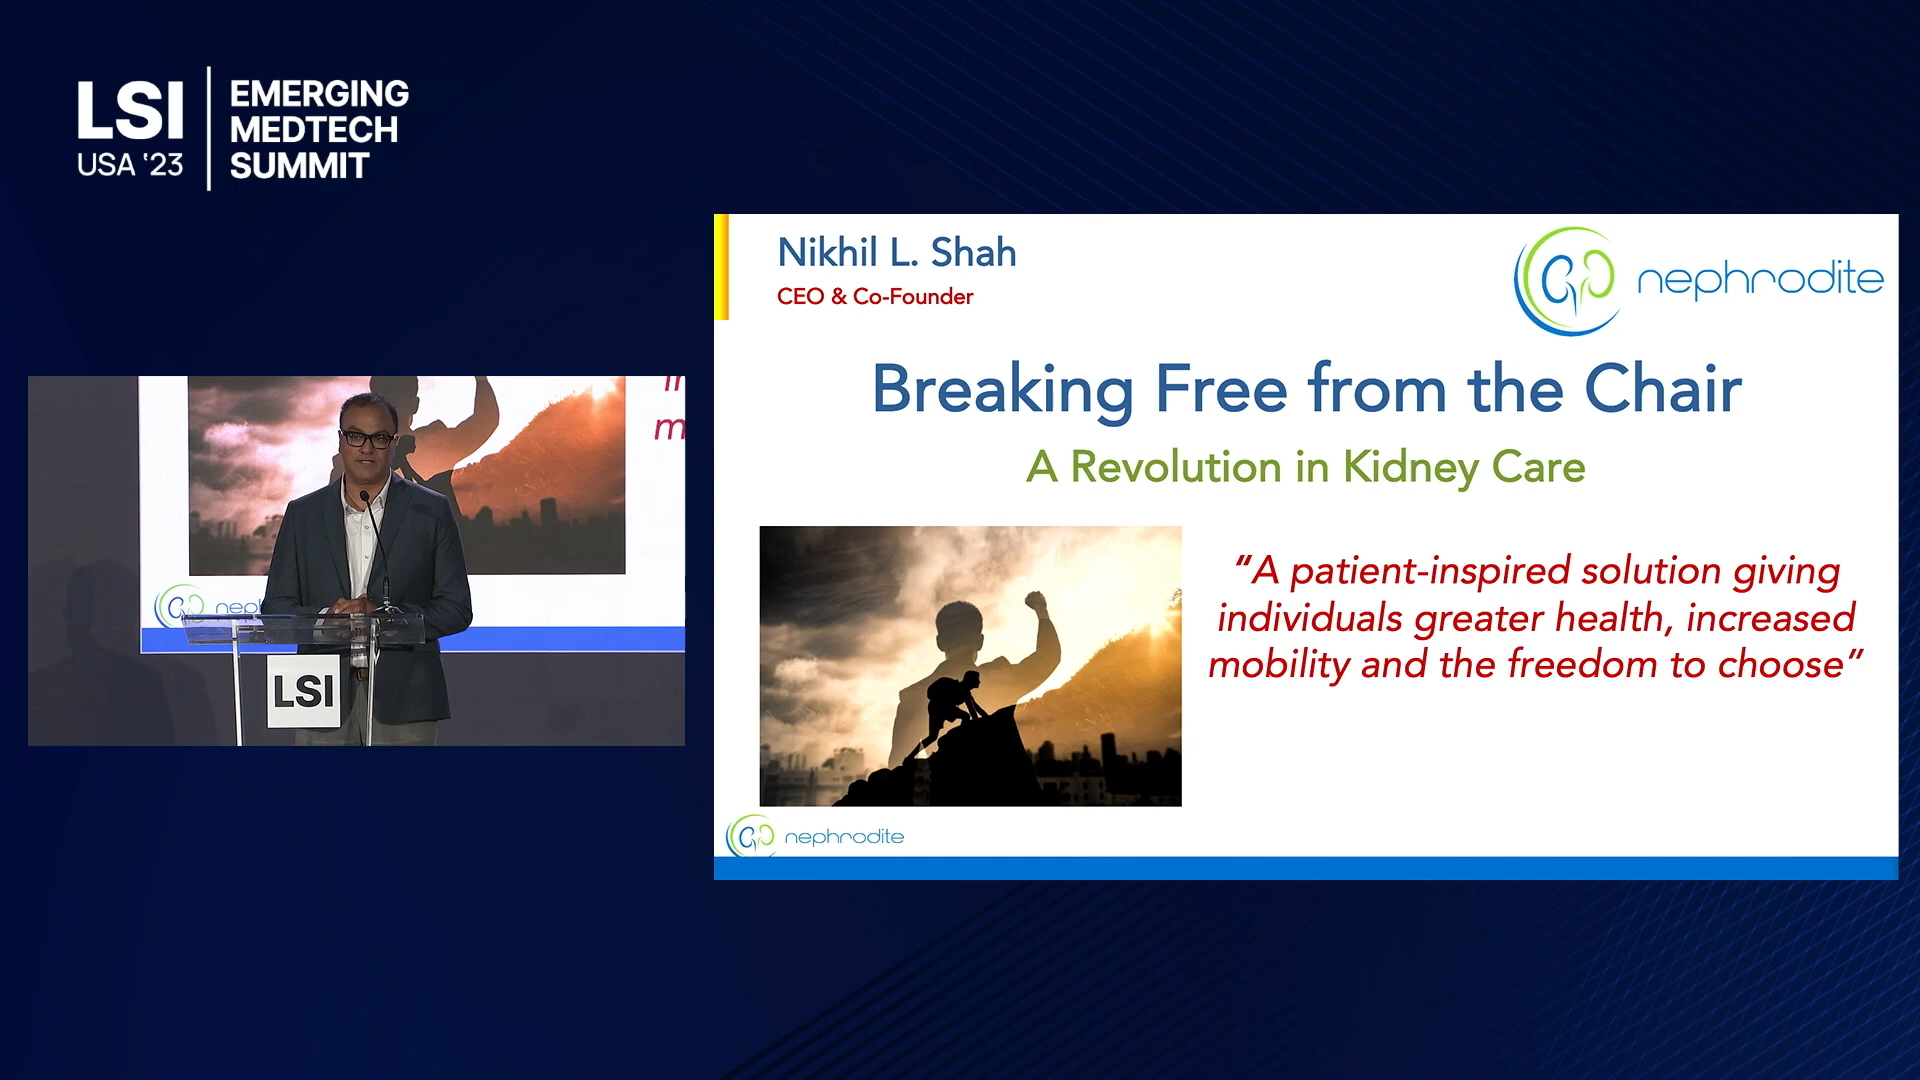 LSI
USA '23
EMERGING
MEDTECH
SUMMIT
Nikhil L. Shah
CEO & Co-Founder
nephrodite
Breaking Free from the Chair
A Revolution in Kidney Care
“A patient-inspired solution giving
individuals greater health, increased
mobility and the freedom to choose”
nephrodite
m
nep
LSI